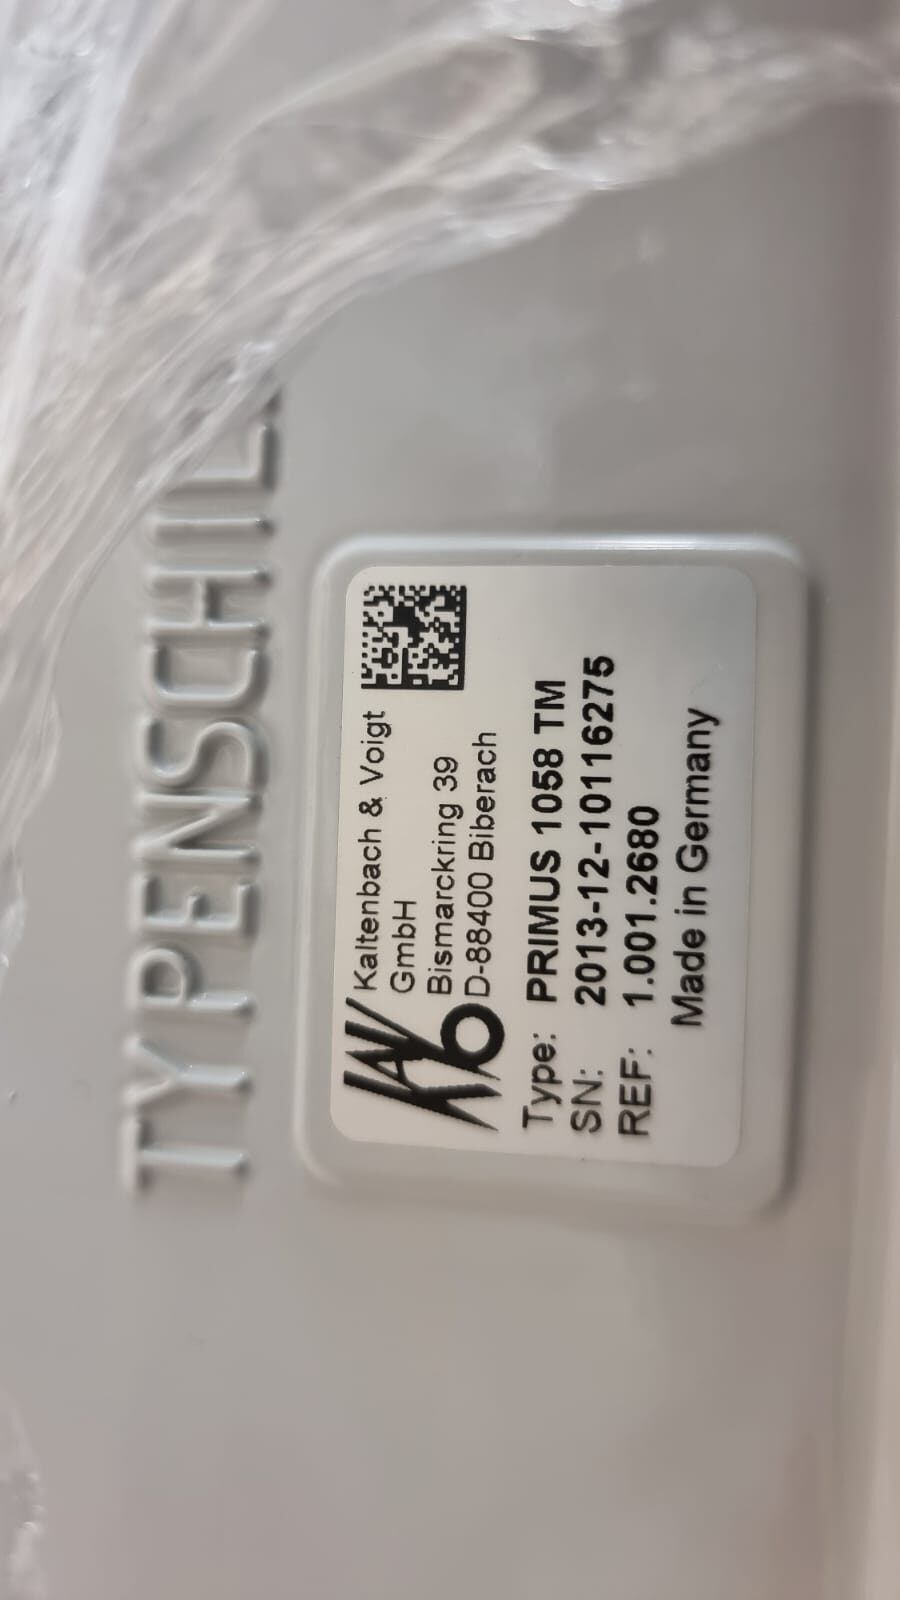 TYPENSCHIL
KAVO
Kaltenbach & Voigt
GmbH
Bismarckring 39
D-88400 Biberach
Type: PRIMUS 1058 TM
SN: 2013-12-10116275
REF: 1.001.2680
Made in Germany